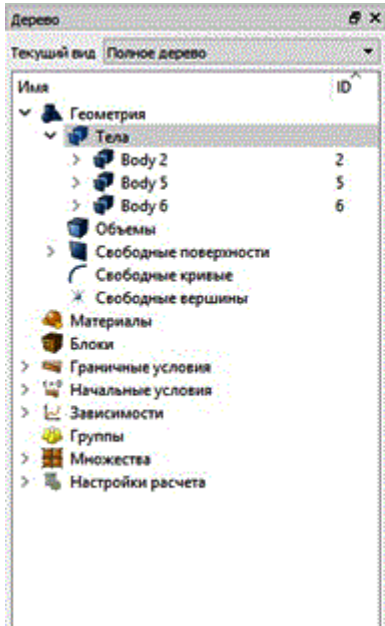 Дерево
Текущий вид Полное дерево
Имя ID
Геометрия
Тела
Body 2 2
Body 5 5
Body 6 6
Объемы
Свободные поверхности
Свободные кривые
Свободные вершины
Материалы
Блоки
Граничные условия
Начальные условия
Зависимости
Группы
Множества
Настройки расчета